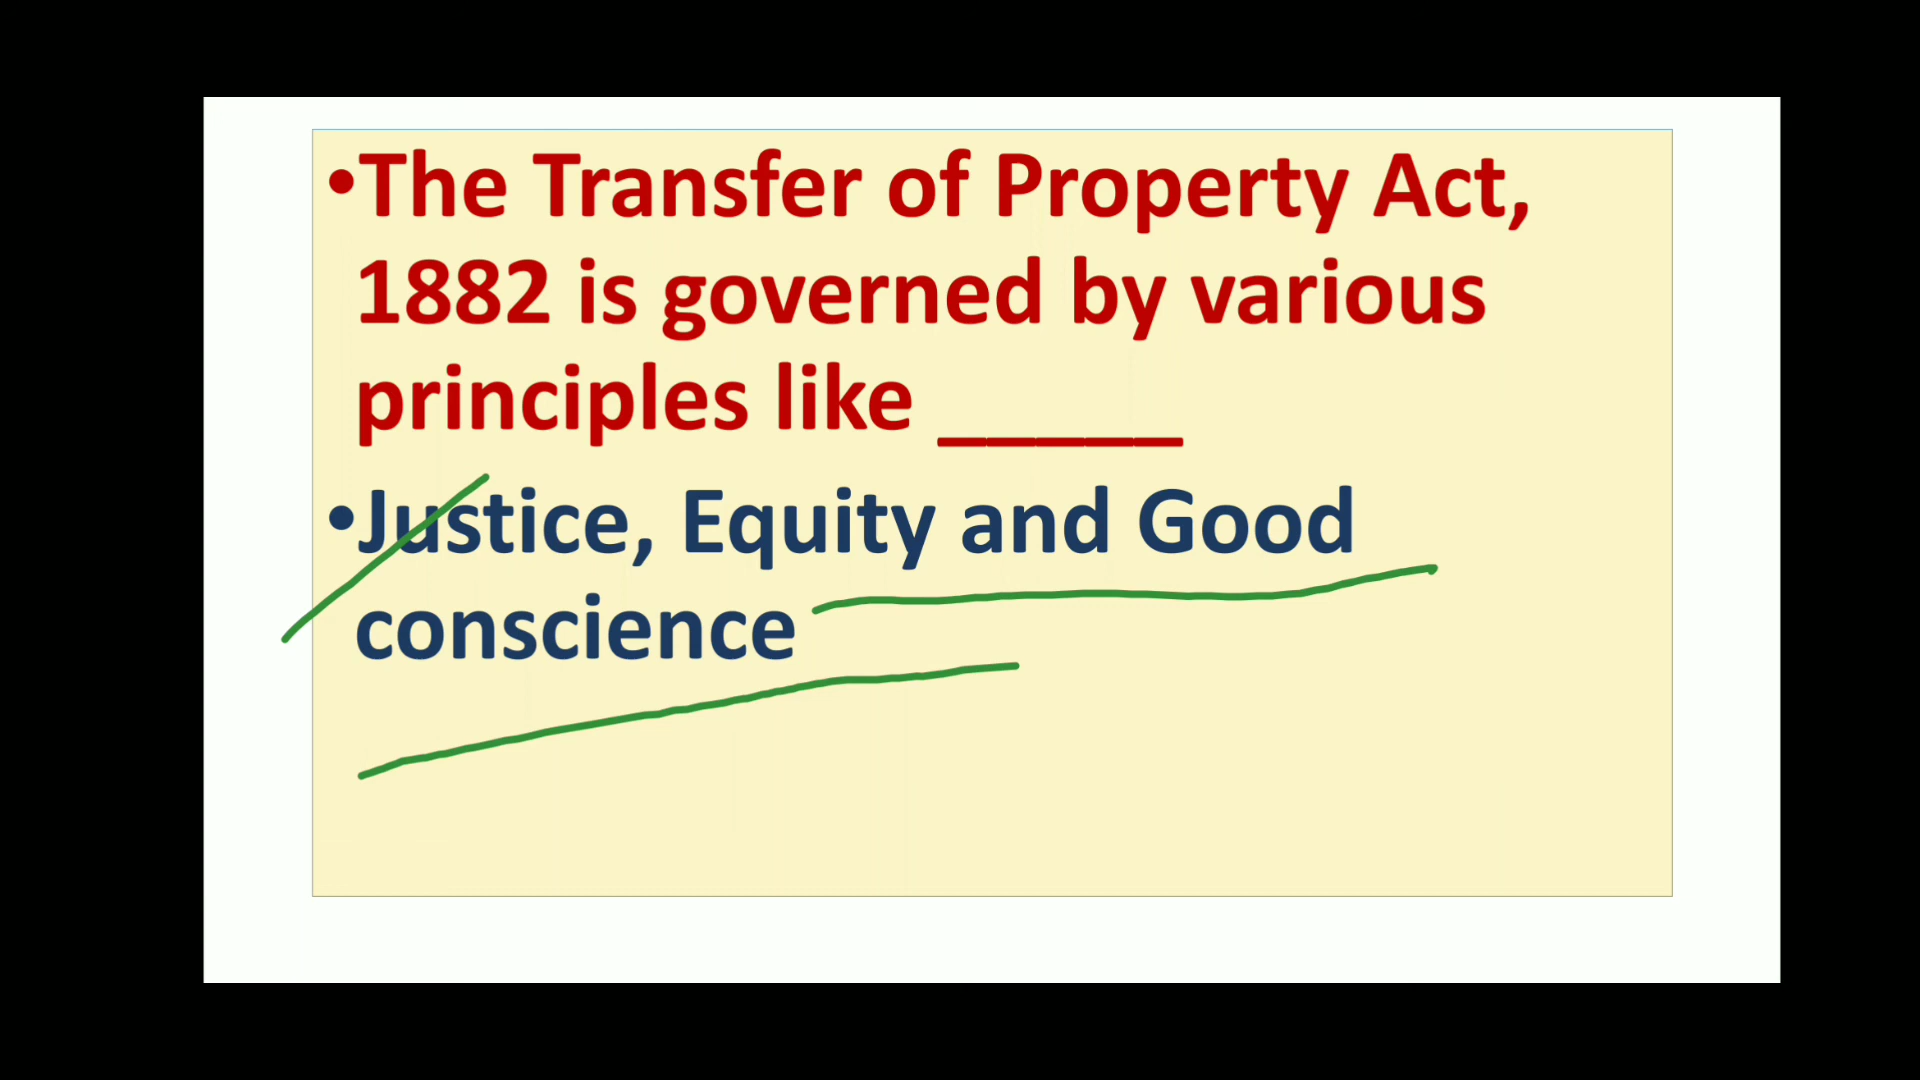 •The Transfer of Property Act,
1882 is governed by various
principles like _____
•Justice, Equity and Good
conscience